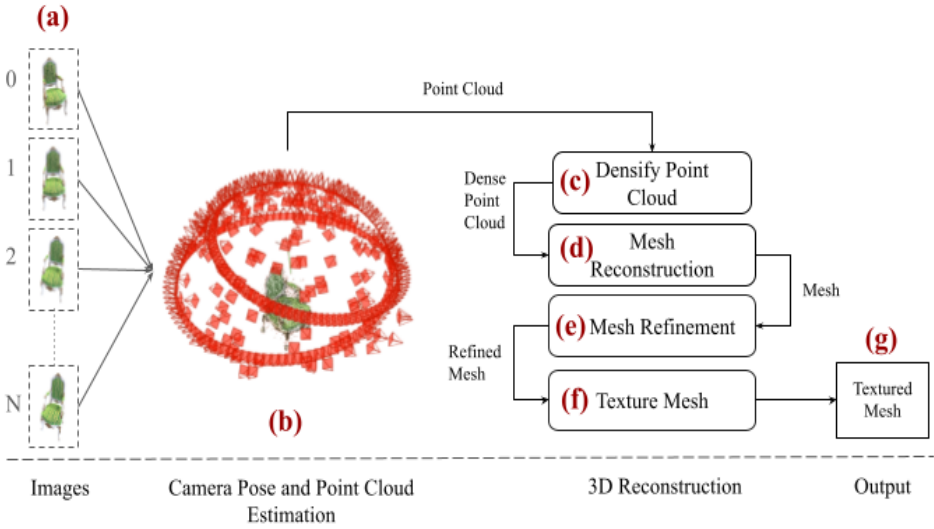 (a)
Images
0
1
2
N
Point Cloud
(b)
Dense
Point
Cloud
(c) Densify Point
Cloud
(d) Mesh
Reconstruction
Mesh
(e) Mesh Refinement
Refined
Mesh
(f) Texture Mesh
(g)
Textured
Mesh
Images
Camera Pose and Point Cloud
Estimation
3D Reconstruction
Output